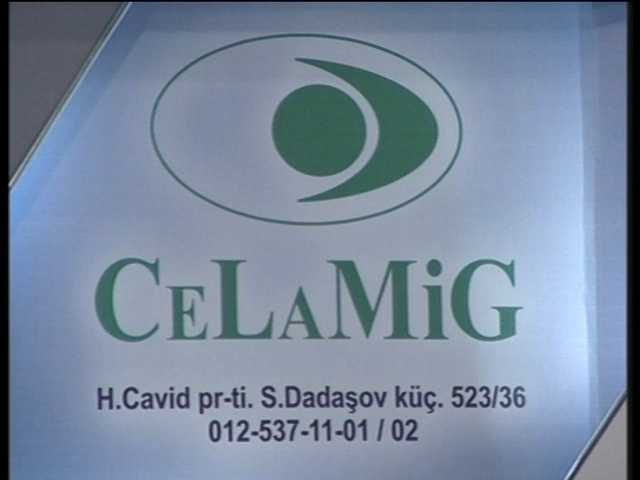 CeLaMiG
H.Cavid pr-ti. S.Dadaşov küç. 523/36
012-537-11-01 / 02